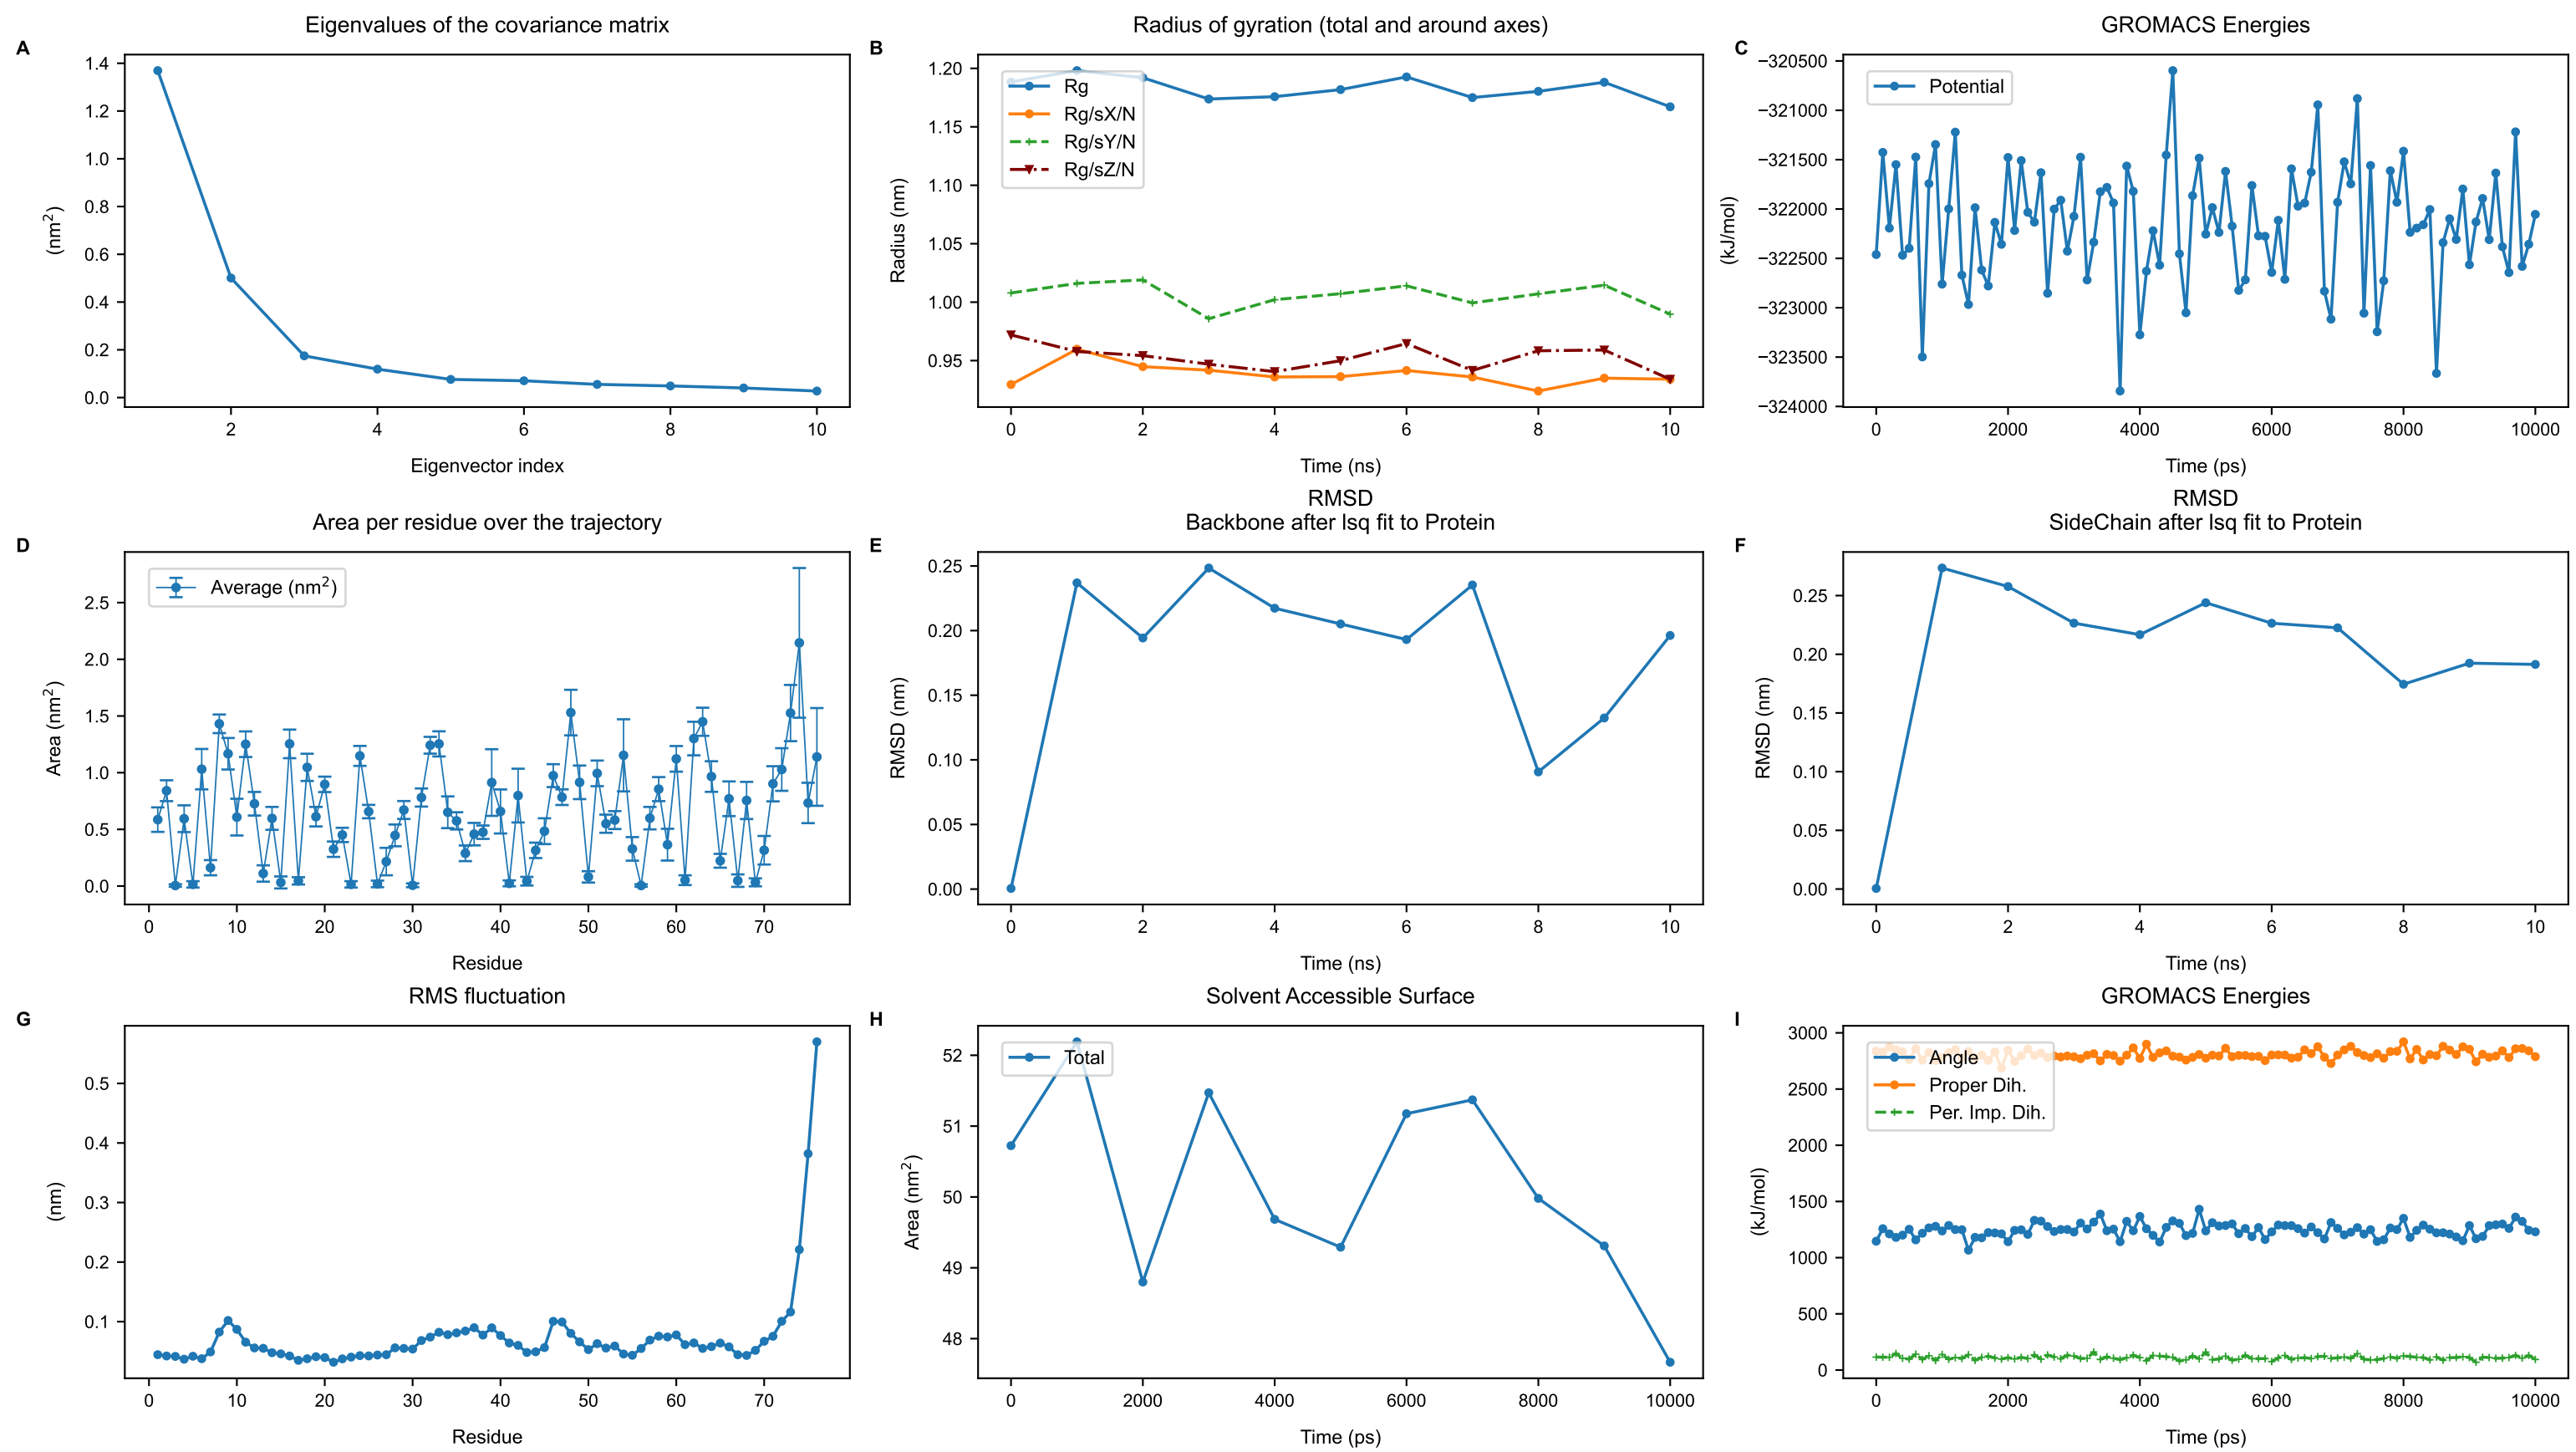 A
Eigenvalues of the covariance matrix
(nm²)
1.4
1.2
1.0
0.8
0.6
0.4
0.2
0.0
2 4 6 8 10
Eigenvector index
B
Radius of gyration (total and around axes)
Radius (nm)
1.20
1.15
1.10
1.05
1.00
0.95
Rg
Rg/sX/N
Rg/sY/N
Rg/sZ/N
0 2 4 6 8 10
Time (ns)
C
GROMACS Energies
(kJ/mol)
−320500
−321000
−321500
−322000
−322500
−323000
−323500
−324000
Potential
0 2000 4000 6000 8000 10000
Time (ps)
D
Area per residue over the trajectory
Area (nm²)
2.5
2.0
1.5
1.0
0.5
0.0
Average (nm²)
0 10 20 30 40 50 60 70
Residue
E
RMSD
Backbone after lsq fit to Protein
RMSD (nm)
0.25
0.20
0.15
0.10
0.05
0.00
0 2 4 6 8 10
Time (ns)
F
RMSD
SideChain after lsq fit to Protein
RMSD (nm)
0.25
0.20
0.15
0.10
0.05
0.00
0 2 4 6 8 10
Time (ns)
G
RMS fluctuation
(nm)
0.5
0.4
0.3
0.2
0.1
0 10 20 30 40 50 60 70
Residue
H
Solvent Accessible Surface
Area (nm²)
52
51
50
49
48
Total
0 2000 4000 6000 8000 10000
Time (ps)
I
GROMACS Energies
(kJ/mol)
3000
2500
2000
1500
1000
500
0
Angle
Proper Dih.
Per. Imp. Dih.
0 2000 4000 6000 8000 10000
Time (ps)